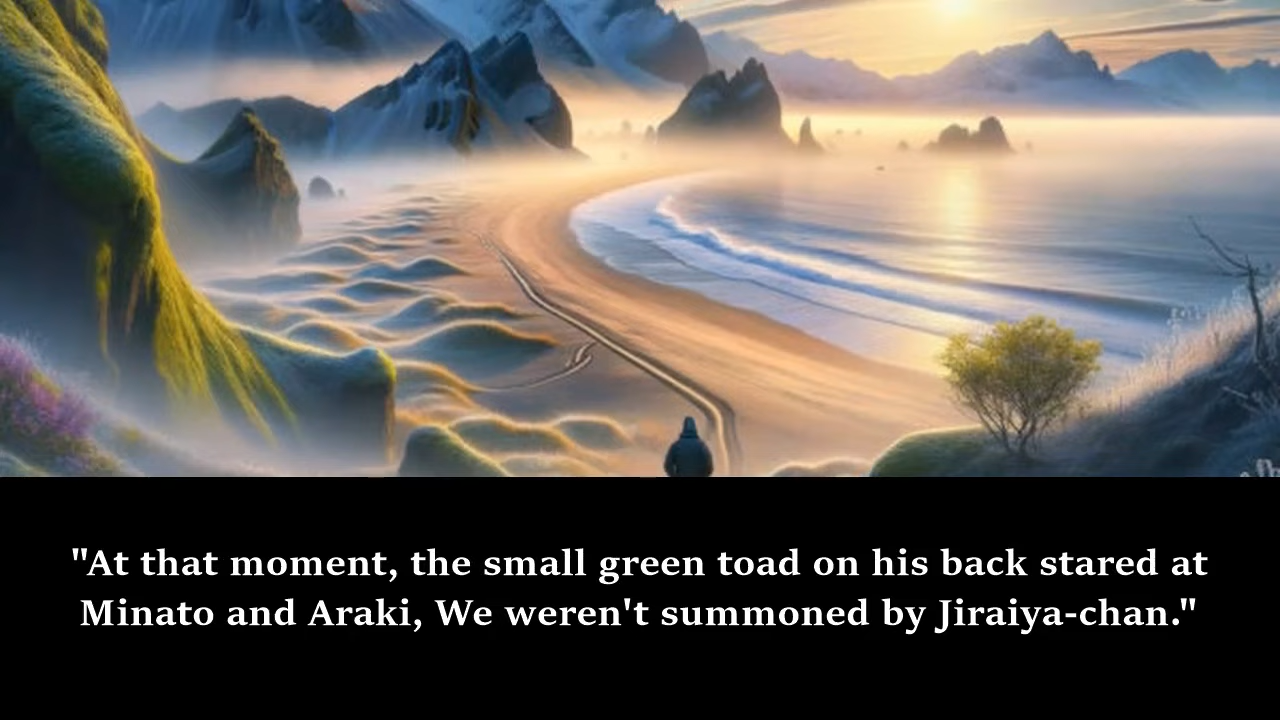 "At that moment, the small green toad on his back stared at
Minato and Araki, We weren't summoned by Jiraiya-chan."